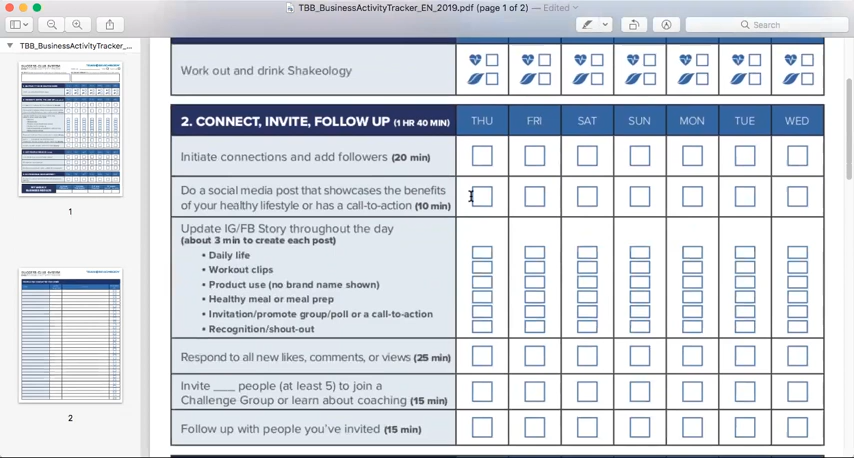 TBB_BusinessActivityTracker_EN_2019.pdf (page 1 of 2) — Edited
Search
TBB_BusinessActivityTracker_...
1
2
Work out and drink Shakeology
2. CONNECT, INVITE, FOLLOW UP (1 HR 40 MIN) THU FRI SAT SUN MON TUE WED
Initiate connections and add followers (20 min)
Do a social media post that showcases the benefits
of your healthy lifestyle or has a call-to-action (10 min)
Update IG/FB Story throughout the day
(about 3 min to create each post)
• Daily life
• Workout clips
• Product use (no brand name shown)
• Healthy meal or meal prep
• Invitation/promote group/poll or a call-to-action
• Recognition/shout-out
Respond to all new likes, comments, or views (25 min)
Invite ___ people (at least 5) to join a
Challenge Group or learn about coaching (15 min)
Follow up with people you've invited (15 min)